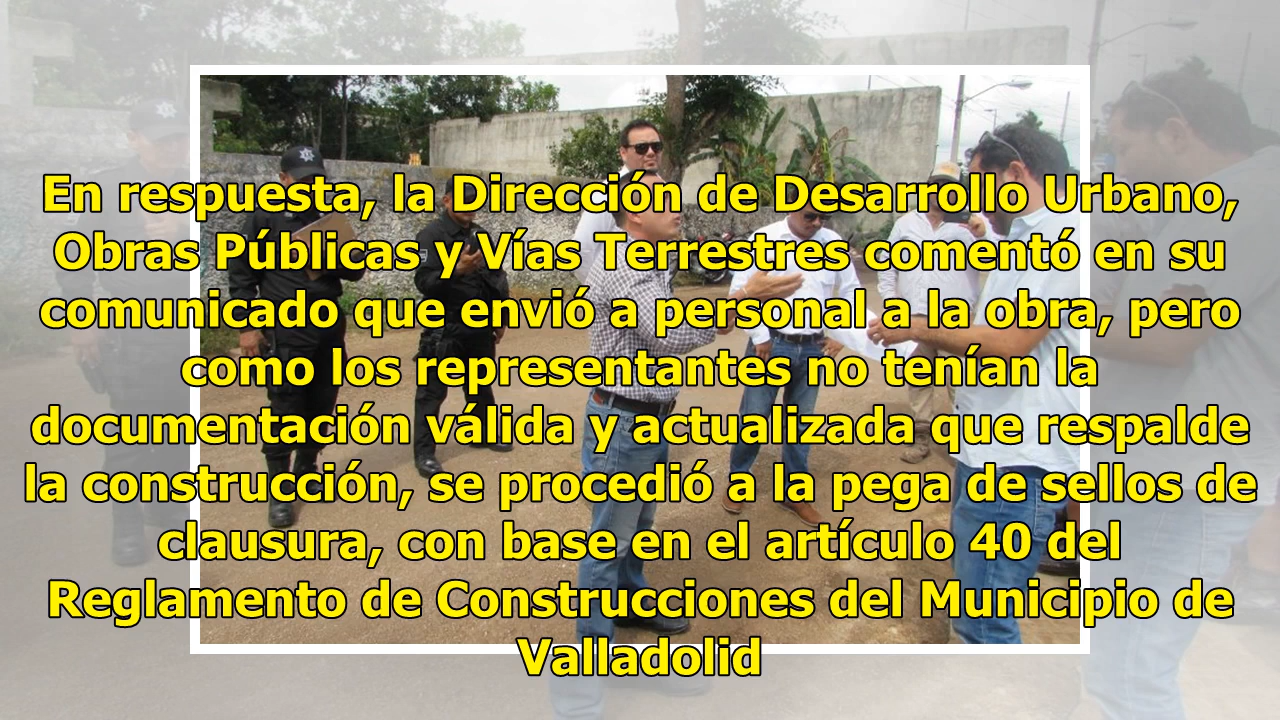 En respuesta, la Dirección de Desarrollo Urbano,
Obras Públicas y Vías Terrestres comentó en su
comunicado que envió a personal a la obra, pero
como los representantes no tenían la
documentación válida y actualizada que respalde
la construcción, se procedió a la pega de sellos de
clausura, con base en el artículo 40 del
Reglamento de Construcciones del Municipio de
Valladolid